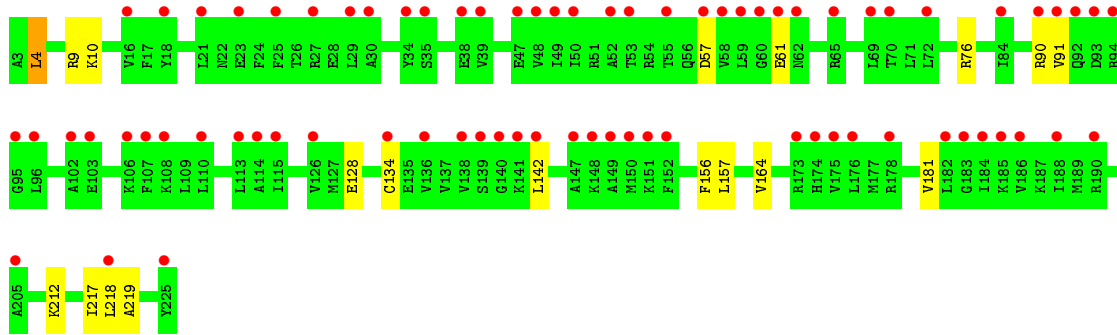 A3 L4 R9 K10 V16 F17 Y18 L21 N22 E23 F24 F25 T26 R27 E28 L29 A30 Y34 S35 E38 V39 E47 V48 I49 I50 R51 A52 T53 R54 T55 Q56 D57 V58 L59 G60 E61 N62 R65 L69 T70 L71 L72 R76 I84 R90 V91 Q92 D93 R94
G95 L96 A102 E103 K106 F107 K108 L109 L110 L113 A114 I115 V126 M127 E128 C134 E135 V136 V137 V138 S139 G140 K141 L142 A147 K148 A149 M150 K151 F152 F156 L157 V164 R173 H174 V175 L176 M177 R178 V181 L182 G183 I184 K185 V186 K187 I188 M189 R190
A205 K212 I217 L218 A219 Y225